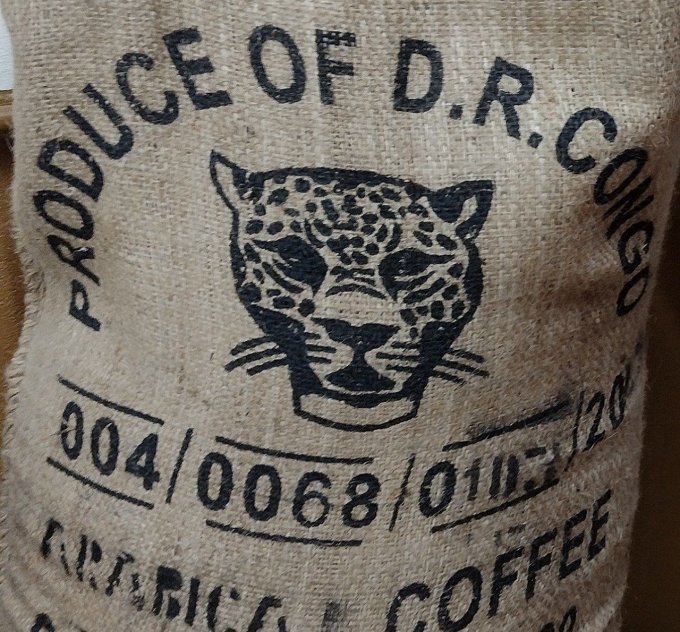 PRODUCE OF D.R. CONGO
004/0068/
ARABICA COFFEE